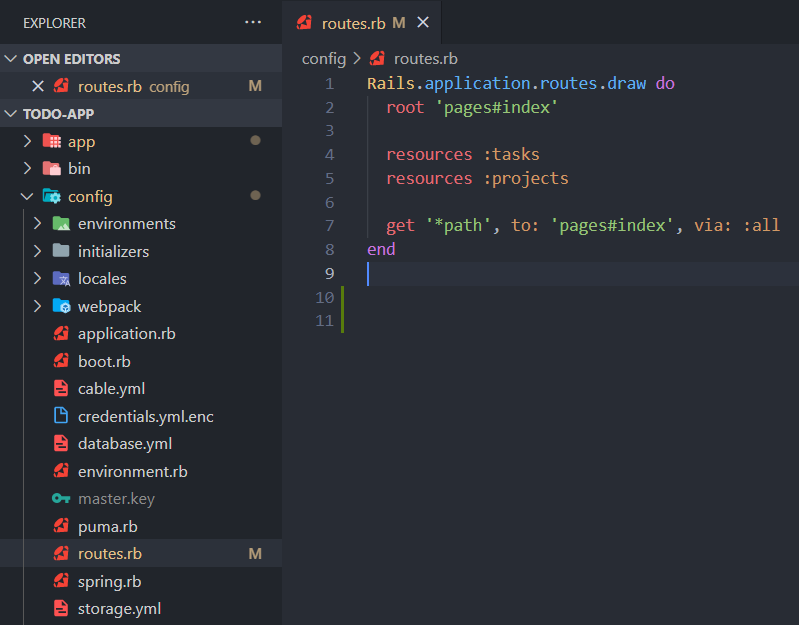 EXPLORER ···
OPEN EDITORS
routes.rb config M
TODO-APP
app
bin
config
environments
initializers
locales
webpack
application.rb
boot.rb
cable.yml
credentials.yml.enc
database.yml
environment.rb
master.key
puma.rb
routes.rb M
spring.rb
storage.yml
routes.rb M
config > routes.rb
1 Rails.application.routes.draw do
2 root 'pages#index'
3
4 resources :tasks
5 resources :projects
6
7 get '*path', to: 'pages#index', via: :all
8 end
9
10
11